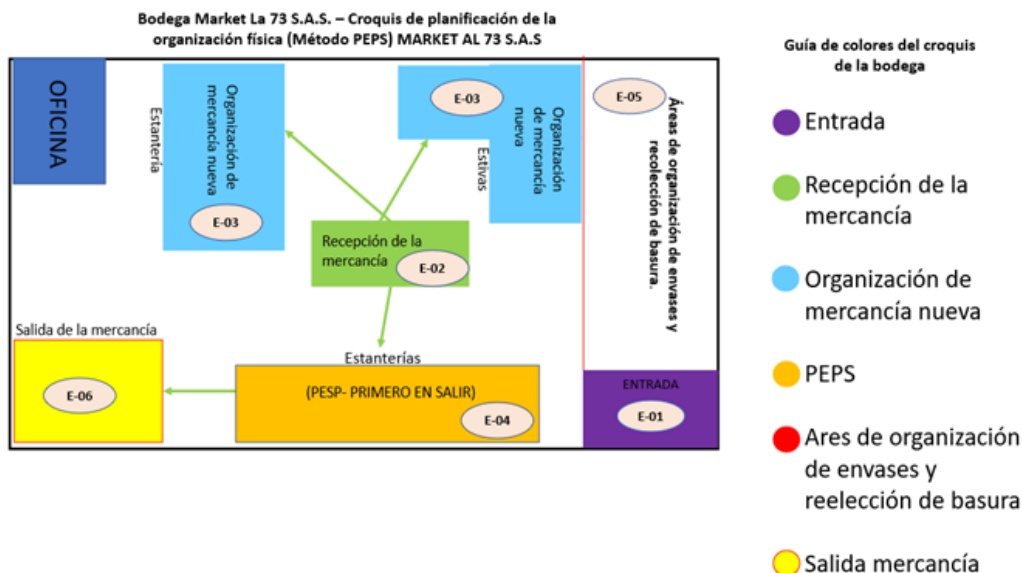 Bodega Market La 73 S.A.S. – Croquis de planificación de la
organización física (Método PEPS) MARKET AL 73 S.A.S
OFICINA
Estantería
Organización de
mercancía nueva
E-03
E-03
Organización
de mercancía
nueva
Estivas
E-05
Áreas de organización de envases y
recolección de basura.
Recepción de la
mercancía
E-02
Salida de la mercancía
E-06
Estanterías
(PESP- PRIMERO EN SALIR)
E-04
ENTRADA
E-01
Guía de colores del croquis
de la bodega
Entrada
Recepción de la
mercancía
Organización de
mercancía nueva
PEPS
Ares de organización
de envases y
reelección de basura
Salida mercancía